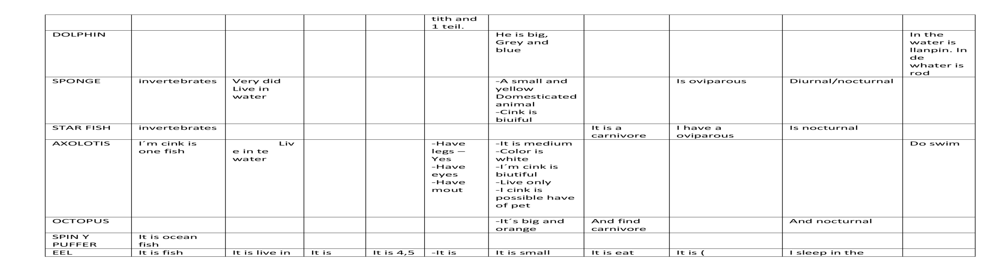 tith and
1 teil.
DOLPHIN
He is big,
Grey and
blue
In the
water is
llanpin. In
de
whater is
rod
SPONGE
invertebrates
Very did
Live in
water
-A small and
yellow
Domesticated
animal
-Cink is
biuiful
Is oviparous
Diurnal/nocturnal
STAR FISH
invertebrates
It is a
carnivore
I have a
oviparous
Is nocturnal
AXOLOTIS
I´m cink is
one fish
Liv
e in te
water
-Have
legs –
Yes
-Have
eyes
-Have
mout
-It is medium
-Color is
white
-I´m cink is
biutiful
-Live only
-I cink is
possible have
of pet
Do swim
OCTOPUS
-It´s big and
orange
And find
carnivore
And nocturnal
SPIN Y
PUFFER
It is ocean
fish
EEL
It is fish
It is live in
It is
It is 4,5
-It is
It is small
It is eat
It is (
I sleep in the